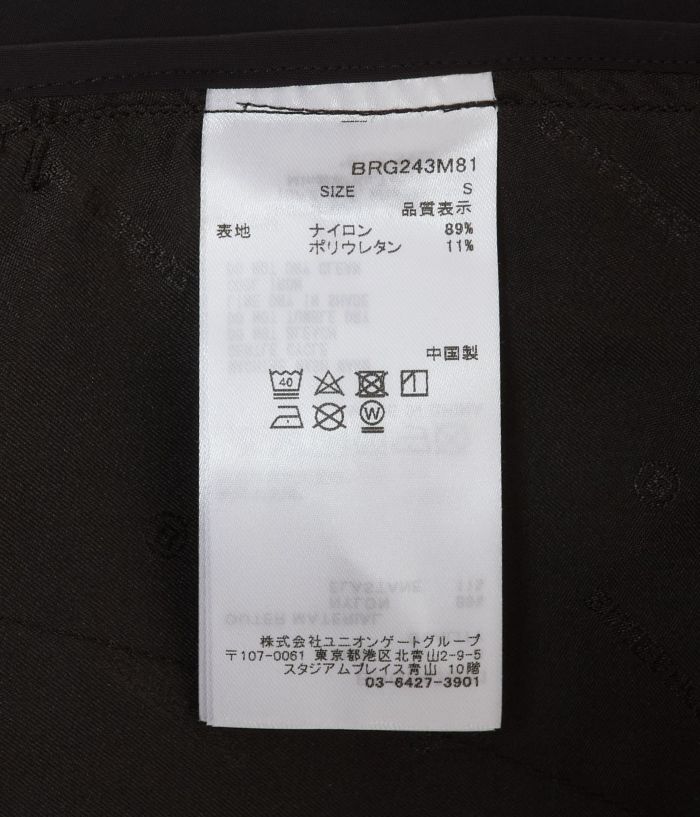 BRG243M81
SIZE S
品質表示
表地 ナイロン 89%
ポリウレタン 11%
中国製
40
W
株式会社ユニオンゲートグループ
〒107-0061 東京都港区北青山2-9-5
スタジアムプレイス青山 10階
03-6427-3901